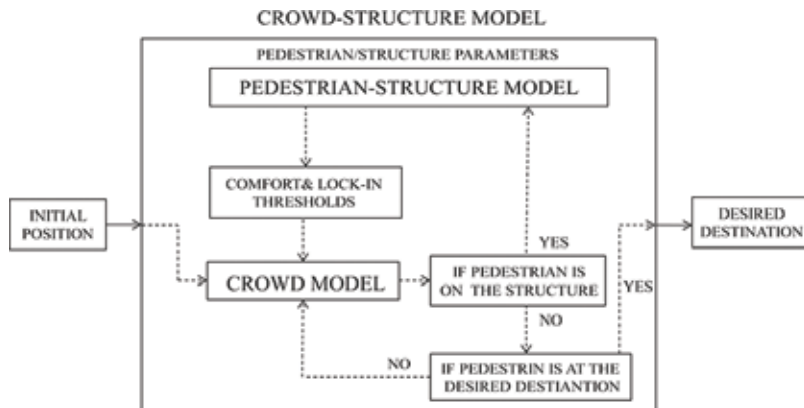 CROWD-STRUCTURE MODEL
PEDESTRIAN/STRUCTURE PARAMETERS
PEDESTRIAN-STRUCTURE MODEL
COMFORT& LOCK-IN
THRESHOLDS
INITIAL
POSITION
DESIRED
DESTINATION
YES
CROWD MODEL
IF PEDESTRIAN IS
ON THE STRUCTURE
YES
NO
NO
IF PEDESTRIN IS AT THE
DESIRED DESTIANTION